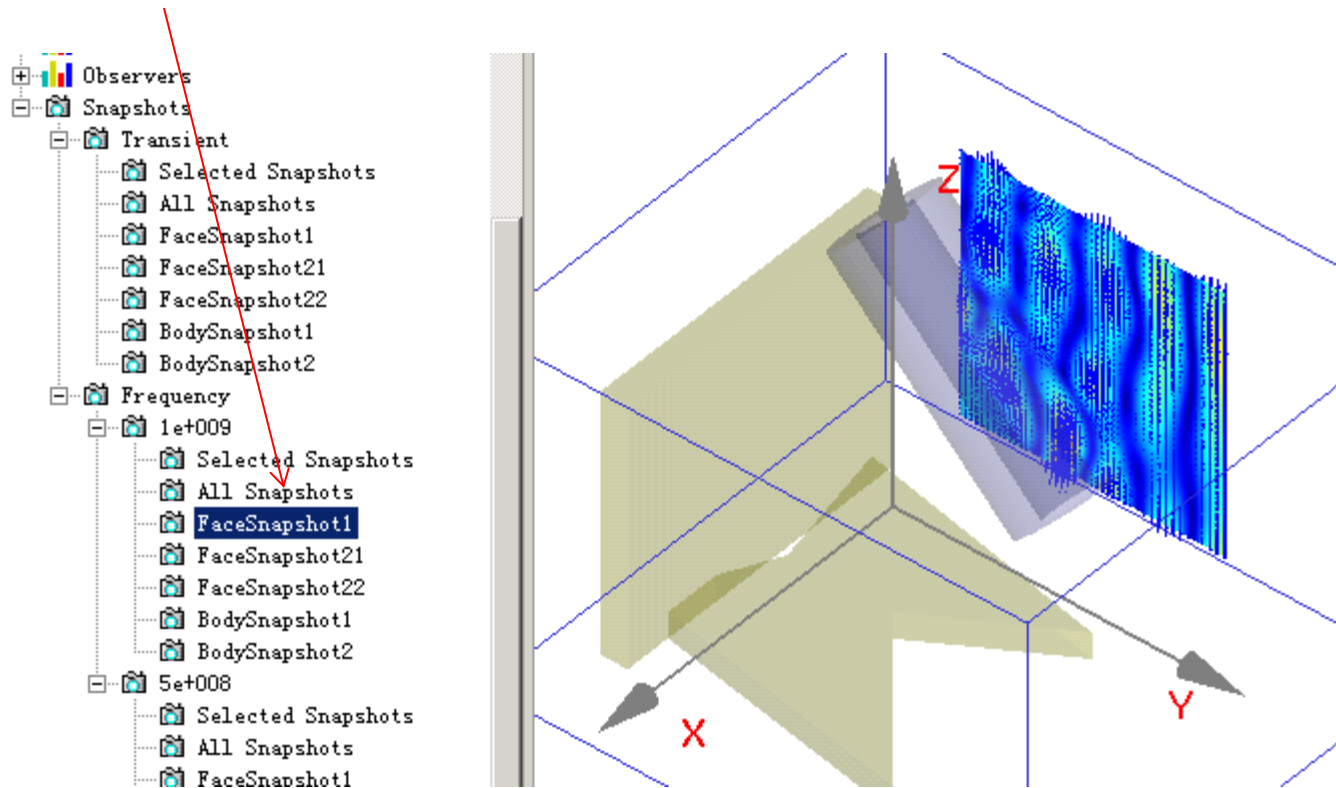 Observers
Snapshots
Transient
Selected Snapshots
All Snapshots
FaceSnapshot1
FaceSnapshot21
FaceSnapshot22
BodySnapshot1
BodySnapshot2
Frequency
1e+009
Selected Snapshots
All Snapshots
FaceSnapshot1
FaceSnapshot21
FaceSnapshot22
BodySnapshot1
BodySnapshot2
5e+008
Selected Snapshots
All Snapshots
FaceSnapshot1
Z
X
Y